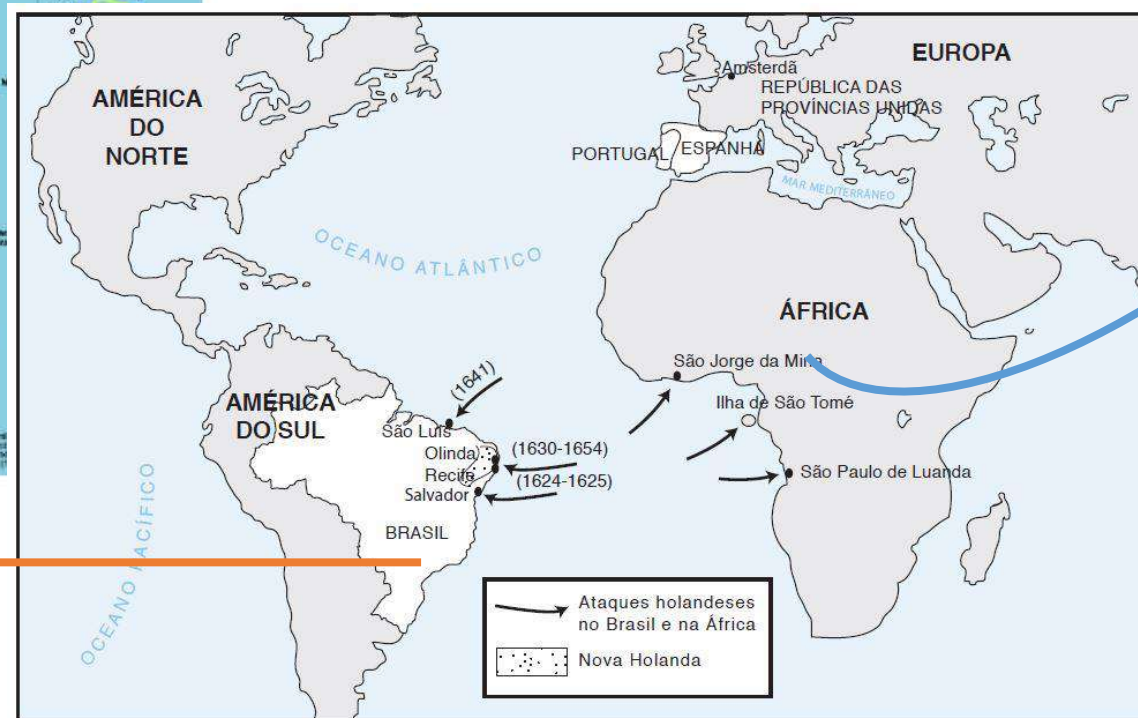 AMÉRICA
DO
NORTE
EUROPA
Amsterdã
REPÚBLICA DAS
PROVÍNCIAS UNIDAS
PORTUGAL
ESPANHA
MAR MEDITERRÂNEO
OCEANO ATLÂNTICO
ÁFRICA
São Jorge da Mina
Ilha de São Tomé
São Paulo de Luanda
(1641)
AMÉRICA
DO SUL
São Luís
Olinda
(1630-1654)
Recife
(1624-1625)
Salvador
BRASIL
OCEANO PACÍFICO
Ataques holandeses
no Brasil e na África
Nova Holanda